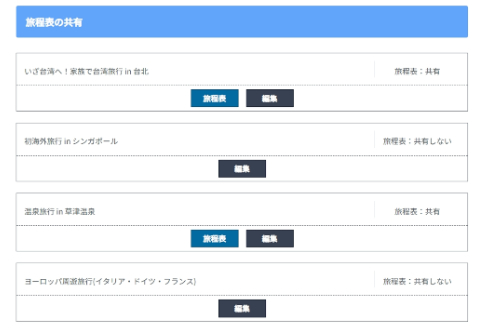 旅程表の共有
いざ台湾へ！家族で台湾旅行 in 台北
旅程表：共有
旅程表 編集
初海外旅行 in シンガポール
旅程表：共有しない
編集
温泉旅行 in 草津温泉
旅程表：共有
旅程表 編集
ヨーロッパ周遊旅行(イタリア・ドイツ・フランス)
旅程表：共有しない
編集